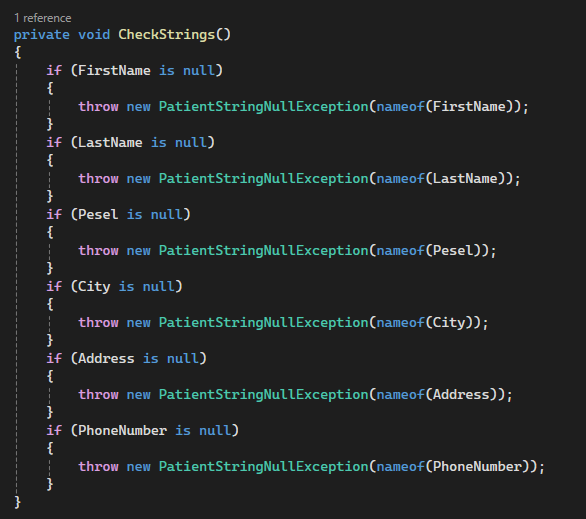 1 reference
private void CheckStrings()
{
    if (FirstName is null)
    {
        throw new PatientStringNullException(nameof(FirstName));
    }
    if (LastName is null)
    {
        throw new PatientStringNullException(nameof(LastName));
    }
    if (Pesel is null)
    {
        throw new PatientStringNullException(nameof(Pesel));
    }
    if (City is null)
    {
        throw new PatientStringNullException(nameof(City));
    }
    if (Address is null)
    {
        throw new PatientStringNullException(nameof(Address));
    }
    if (PhoneNumber is null)
    {
        throw new PatientStringNullException(nameof(PhoneNumber));
    }
}